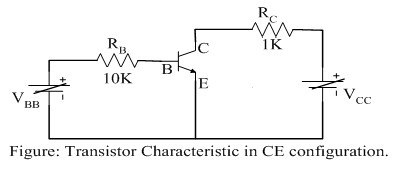 R_C
R_B
C
1K
B
10K
E
+
-
V_BB
+
-
V_CC
Figure: Transistor Characteristic in CE configuration.